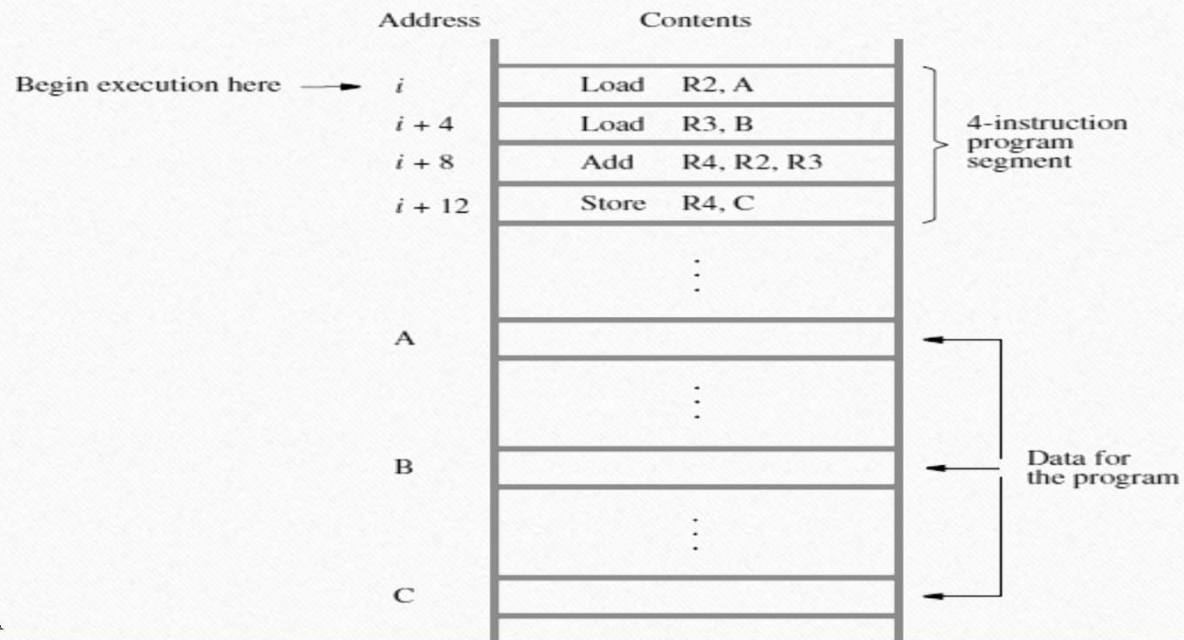 Address Contents
Begin execution here i Load R2, A
i + 4 Load R3, B
i + 8 Add R4, R2, R3
i + 12 Store R4, C
4-instruction
program
segment
A
B
C
Data for
the program